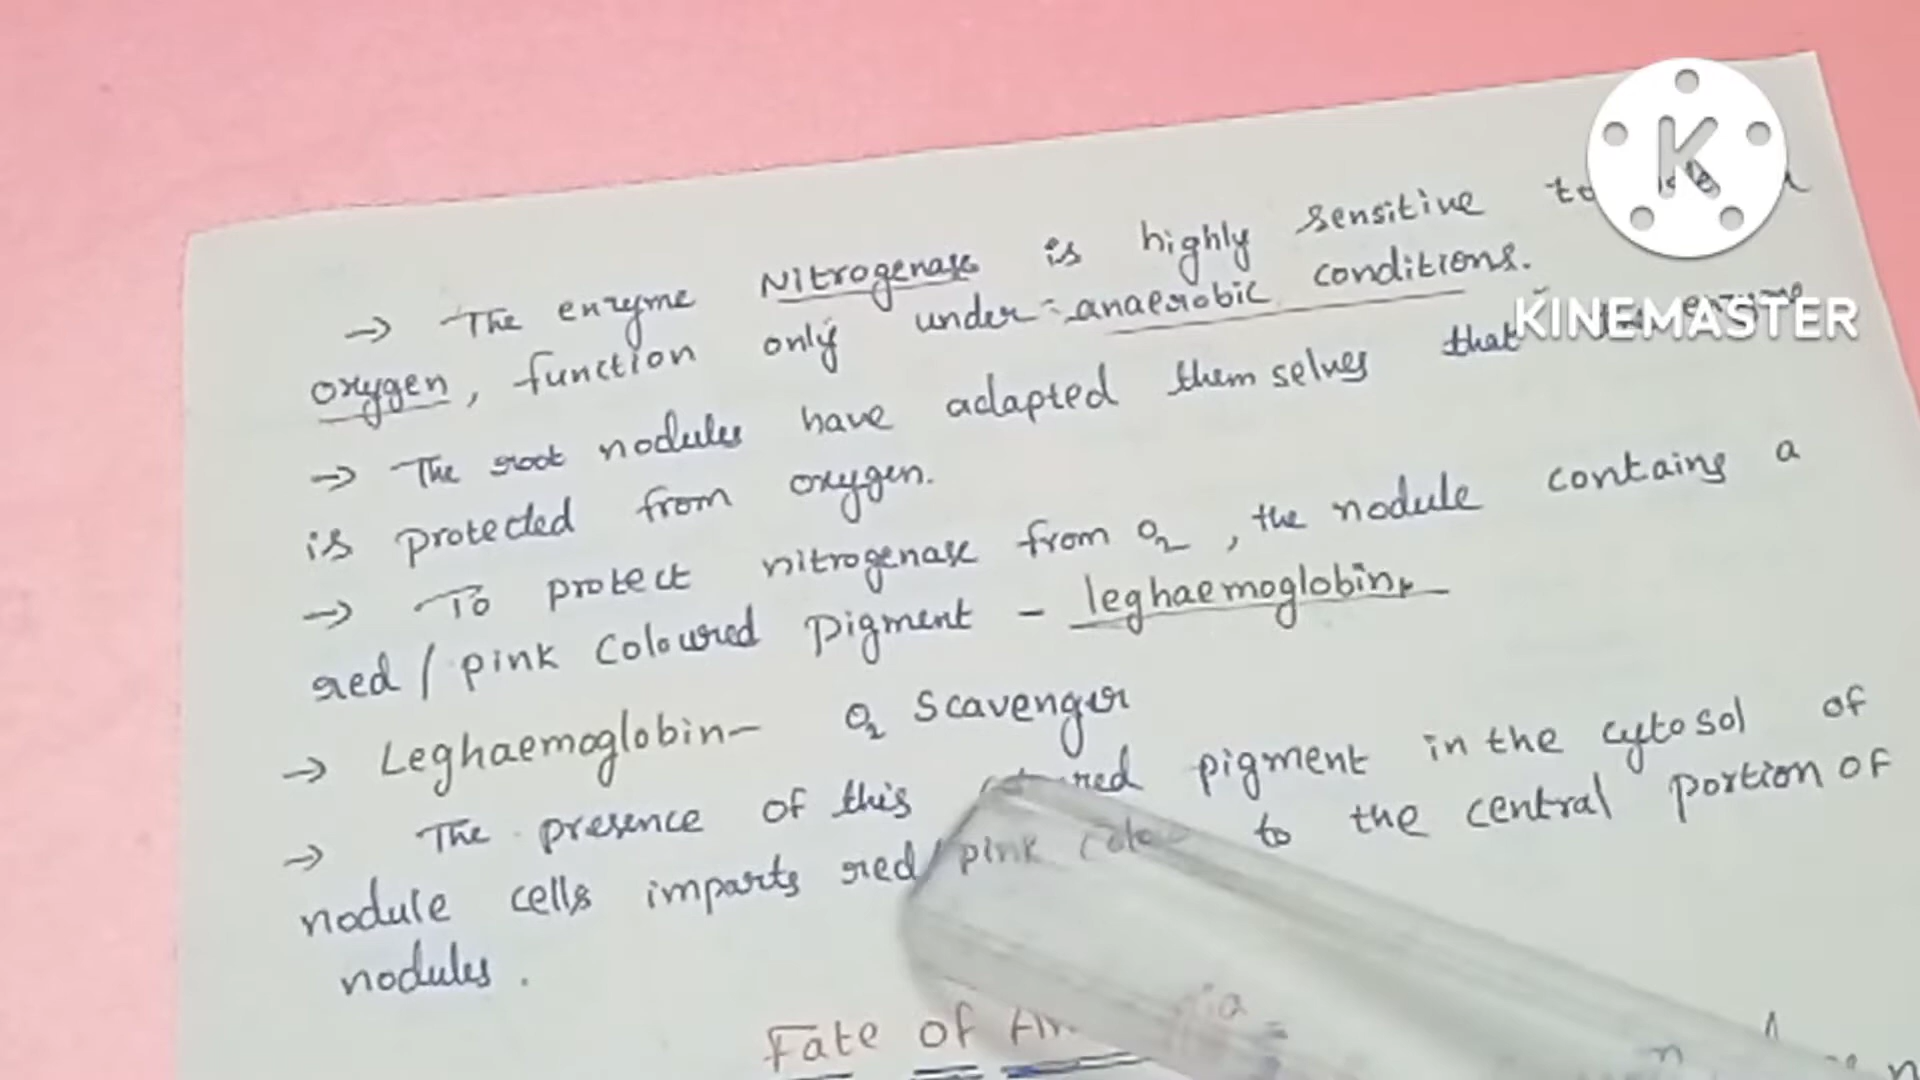 → The enzyme Nitrogenase is highly sensitive to
oxygen, function only under anaerobic conditions.
→ The root nodules have adapted themselves that enzyme
is protected from oxygen.
→ To protect nitrogenase from O2, the nodule contains a
red/pink coloured pigment - leghaemoglobin
→ Leghaemoglobin - O2 scavenger
→ The presence of this pigment in the cytosol of
nodule cells imparts red/pink to the central portion of
nodules.
Fate of
KINEMASTER